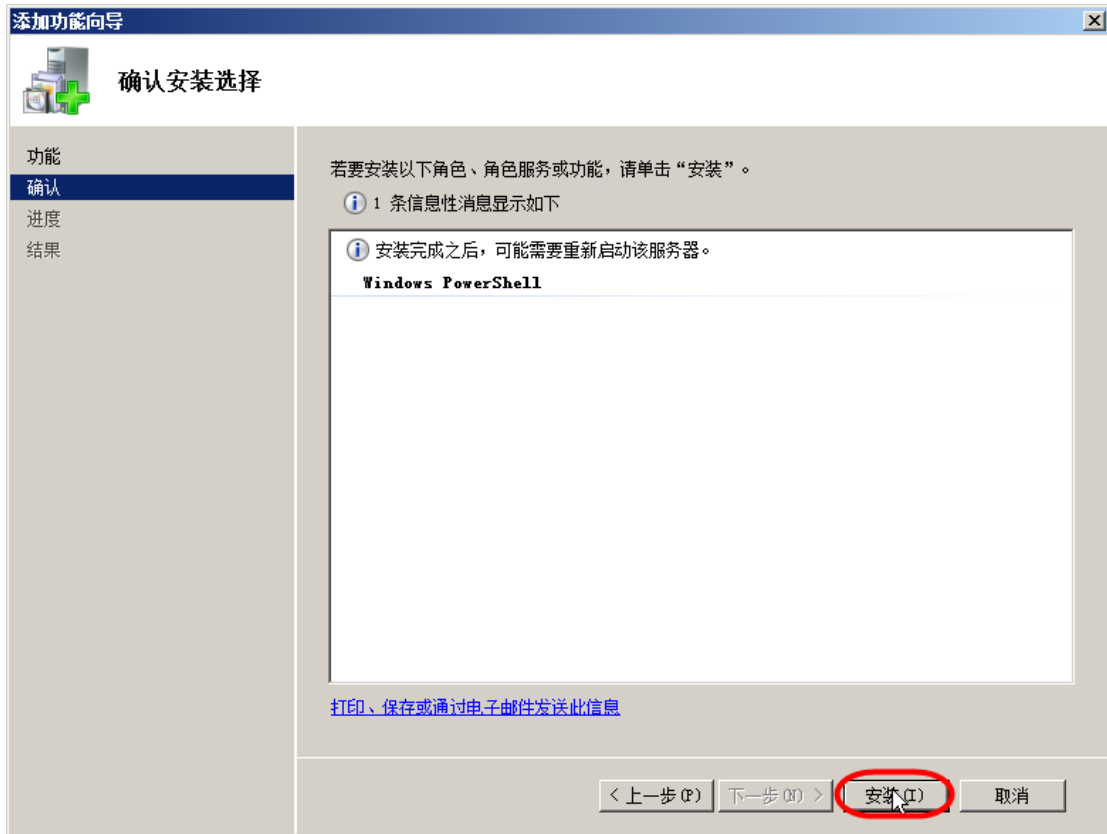 添加功能向导
确认安装选择
功能
确认
进度
结果
若要安装以下角色、角色服务或功能，请单击“安装”。
1 条信息性消息显示如下
安装完成之后，可能需要重新启动该服务器。
Windows PowerShell
打印、保存或通过电子邮件发送此信息
< 上一步(P)
下一步(N) >
安装(I)
取消